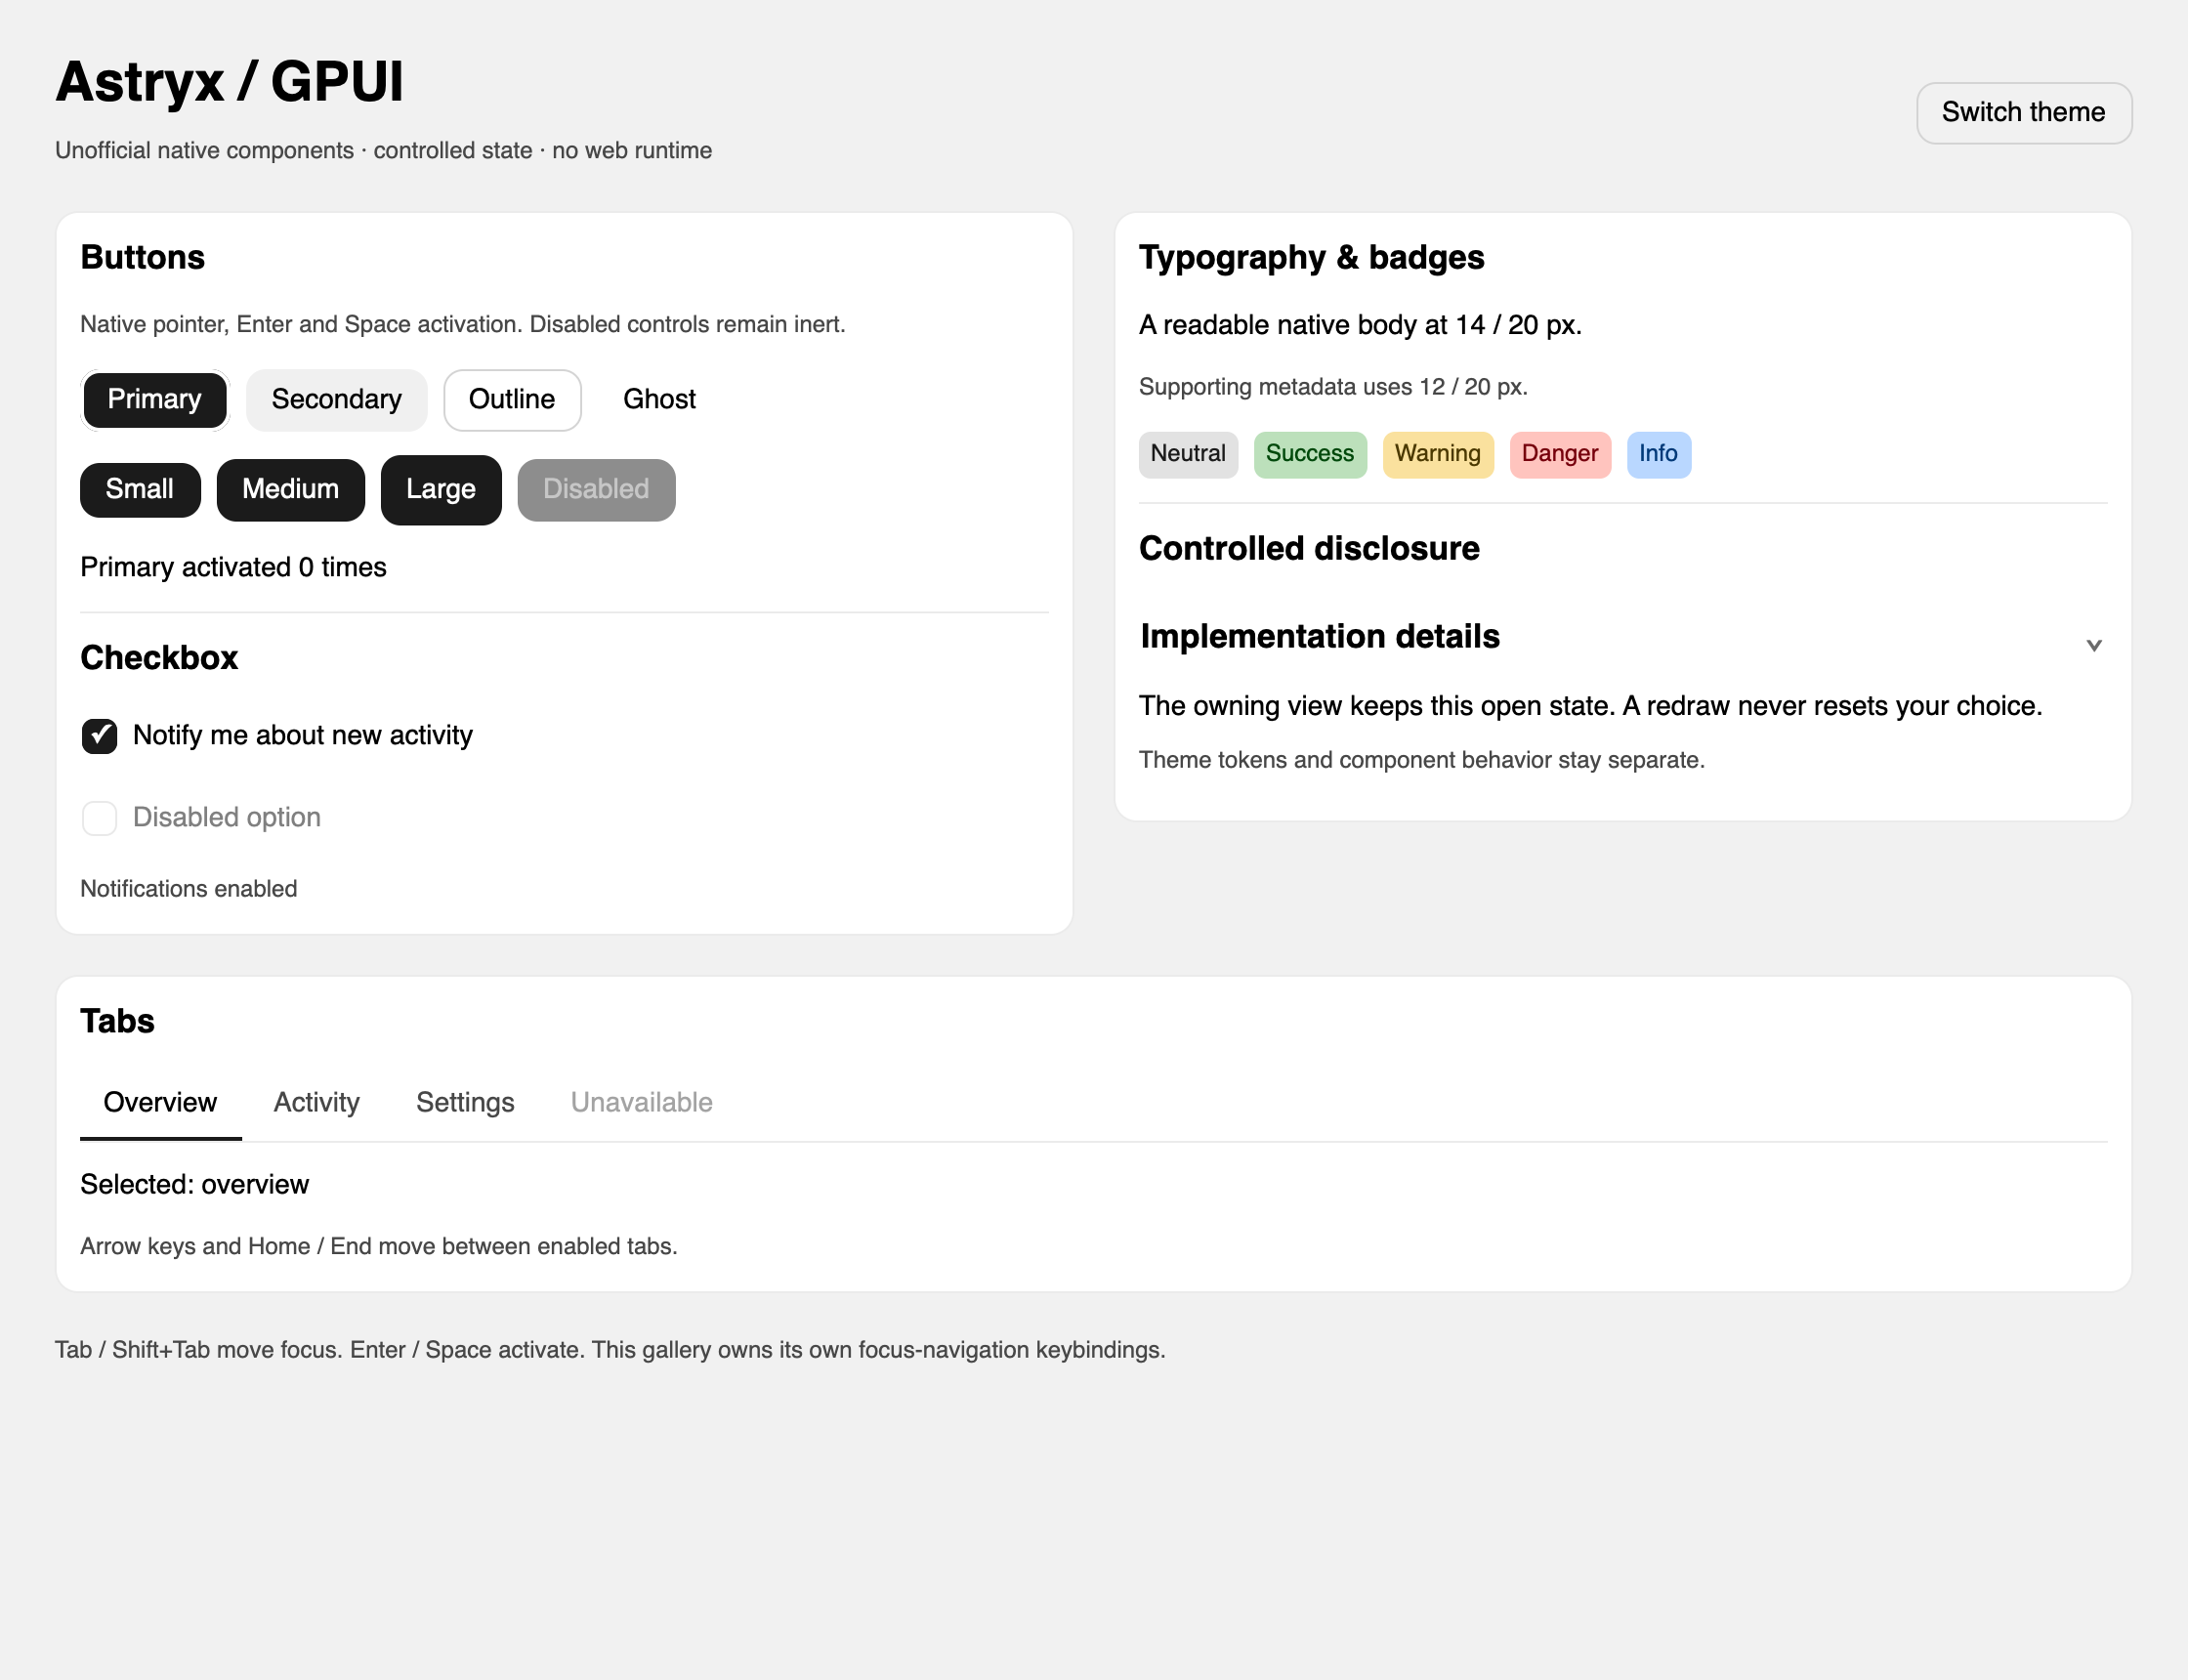 Astryx / GPUI
Unofficial native components · controlled state · no web runtime
Switch theme
Buttons
Native pointer, Enter and Space activation. Disabled controls remain inert.
Primary
Secondary
Outline
Ghost
Small
Medium
Large
Disabled
Primary activated 0 times
Checkbox
Notify me about new activity
Disabled option
Notifications enabled
Typography & badges
A readable native body at 14 / 20 px.
Supporting metadata uses 12 / 20 px.
Neutral
Success
Warning
Danger
Info
Controlled disclosure
Implementation details
The owning view keeps this open state. A redraw never resets your choice.
Theme tokens and component behavior stay separate.
Tabs
Overview
Activity
Settings
Unavailable
Selected: overview
Arrow keys and Home / End move between enabled tabs.
Tab / Shift+Tab move focus. Enter / Space activate. This gallery owns its own focus-navigation keybindings.